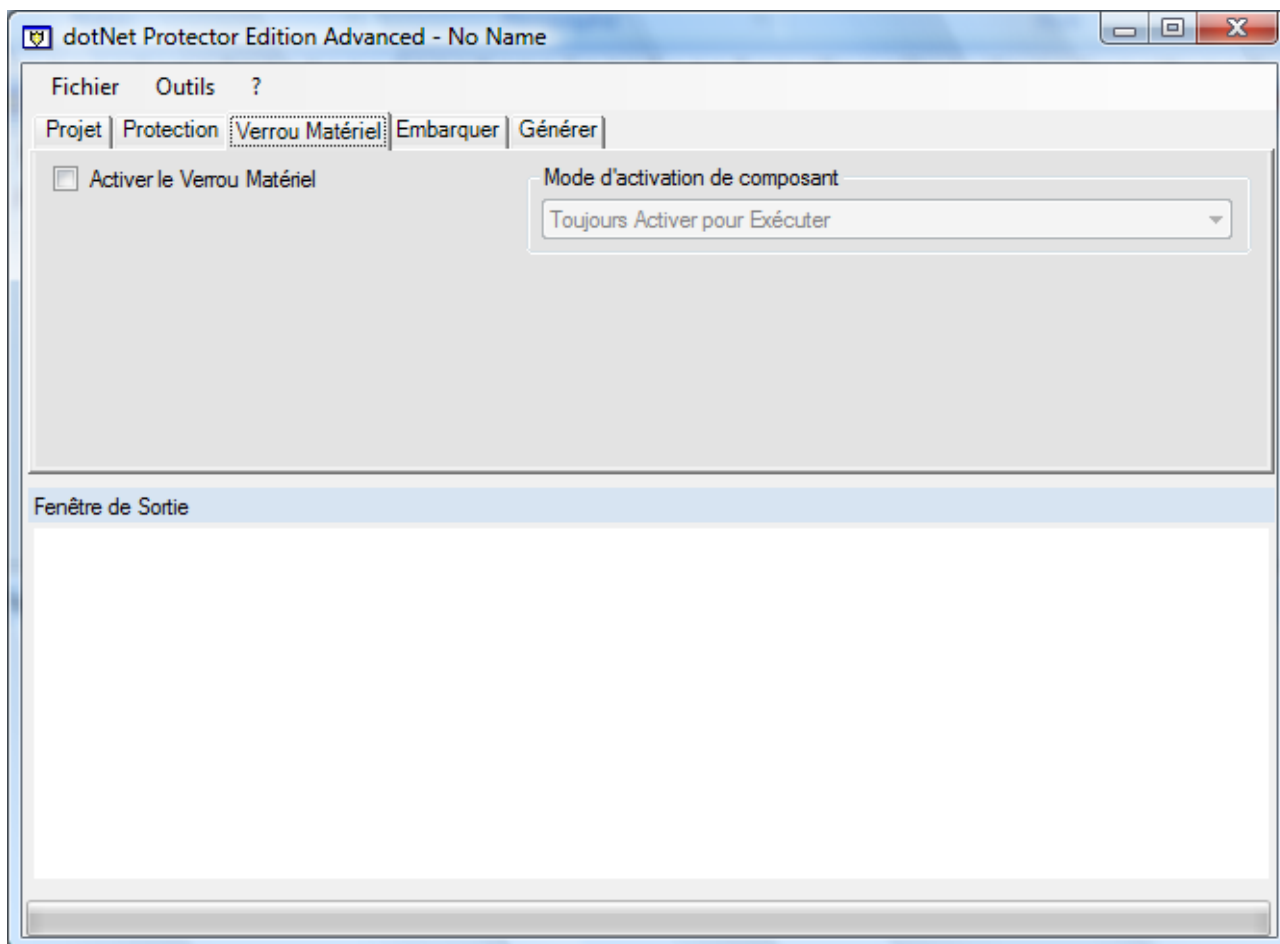 dotNet Protector Edition Advanced - No Name
Fichier Outils ?
Projet Protection Verrou Matériel Embarquer Générer
Activer le Verrou Matériel
Mode d'activation de composant
Toujours Activer pour Exécuter
Fenêtre de Sortie